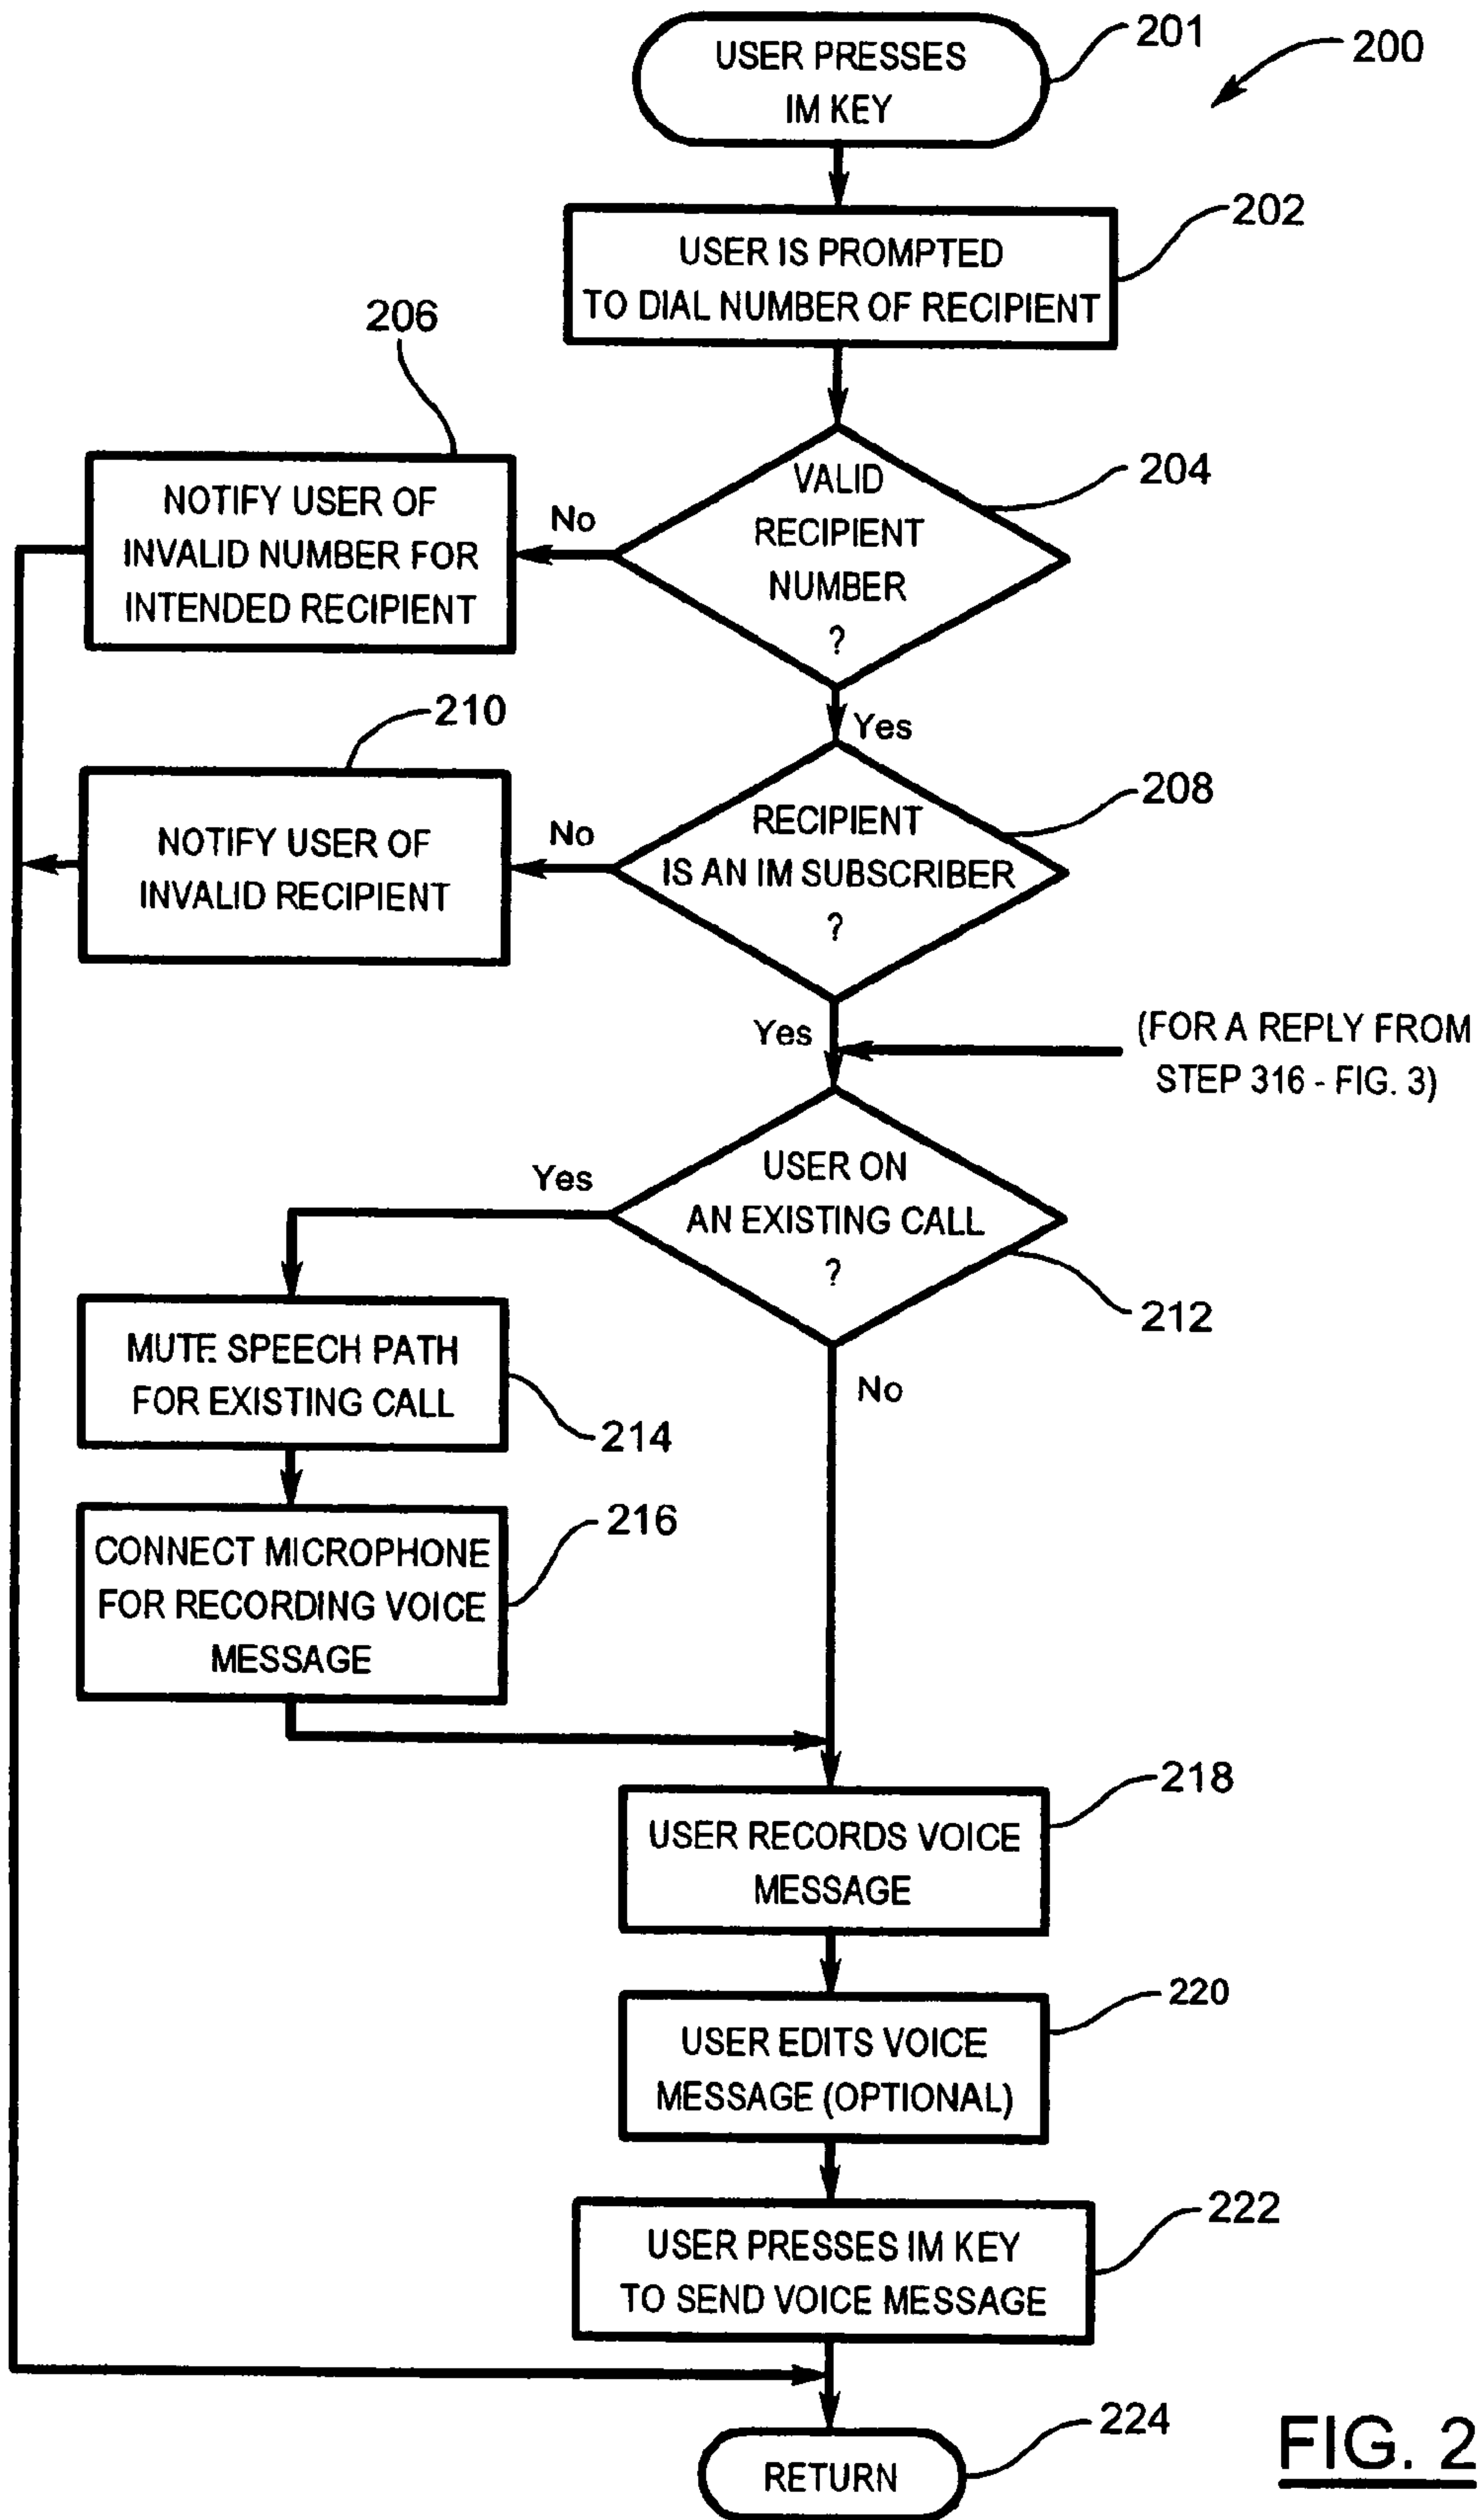 USER PRESSES
IM KEY
201
200
USER IS PROMPTED
TO DIAL NUMBER OF RECIPIENT
202
206
NOTIFY USER OF
INVALID NUMBER FOR
INTENDED RECIPIENT
No
VALID
RECIPIENT
NUMBER
?
204
Yes
210
NOTIFY USER OF
INVALID RECIPIENT
No
RECIPIENT
IS AN IM SUBSCRIBER
?
208
Yes
(FOR A REPLY FROM
STEP 316 - FIG. 3)
Yes
USER ON
AN EXISTING CALL
?
212
No
MUTE SPEECH PATH
FOR EXISTING CALL
214
CONNECT MICROPHONE
FOR RECORDING VOICE
MESSAGE
216
USER RECORDS VOICE
MESSAGE
218
USER EDITS VOICE
MESSAGE (OPTIONAL)
220
USER PRESSES IM KEY
TO SEND VOICE MESSAGE
222
RETURN
224
FIG. 2